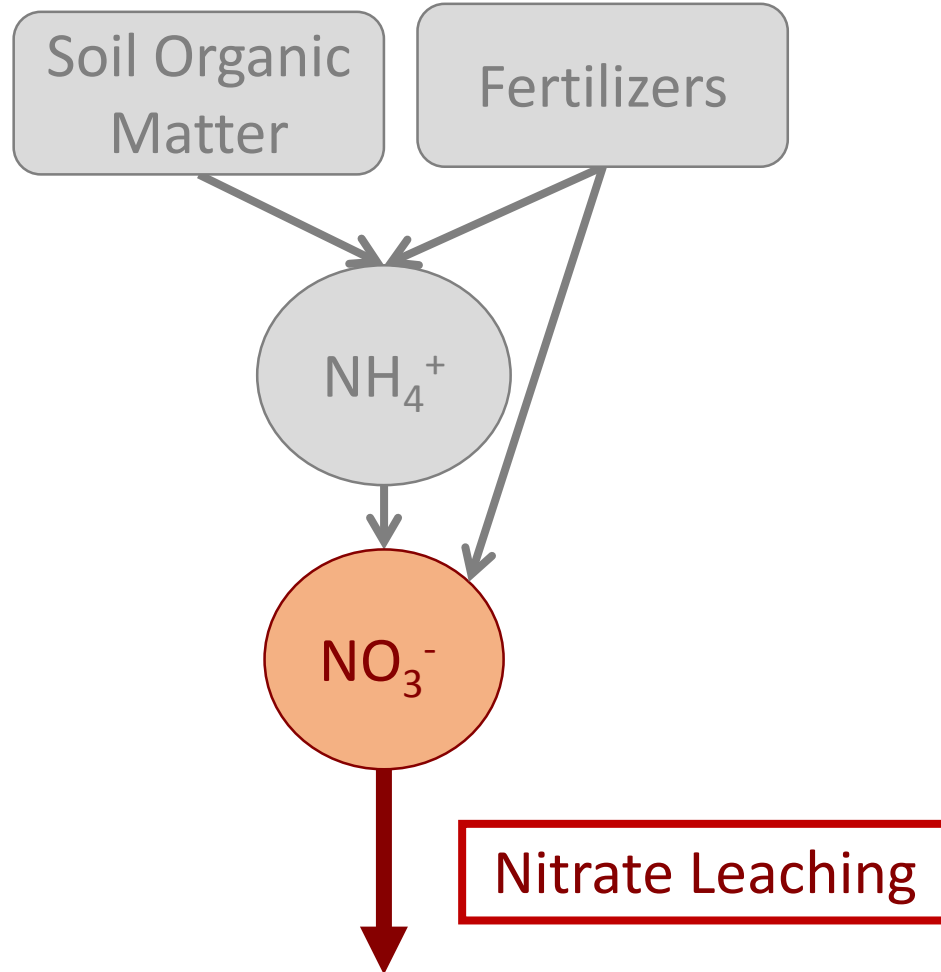 Soil Organic
Matter
Fertilizers
NH₄⁺
NO₃⁻
Nitrate Leaching